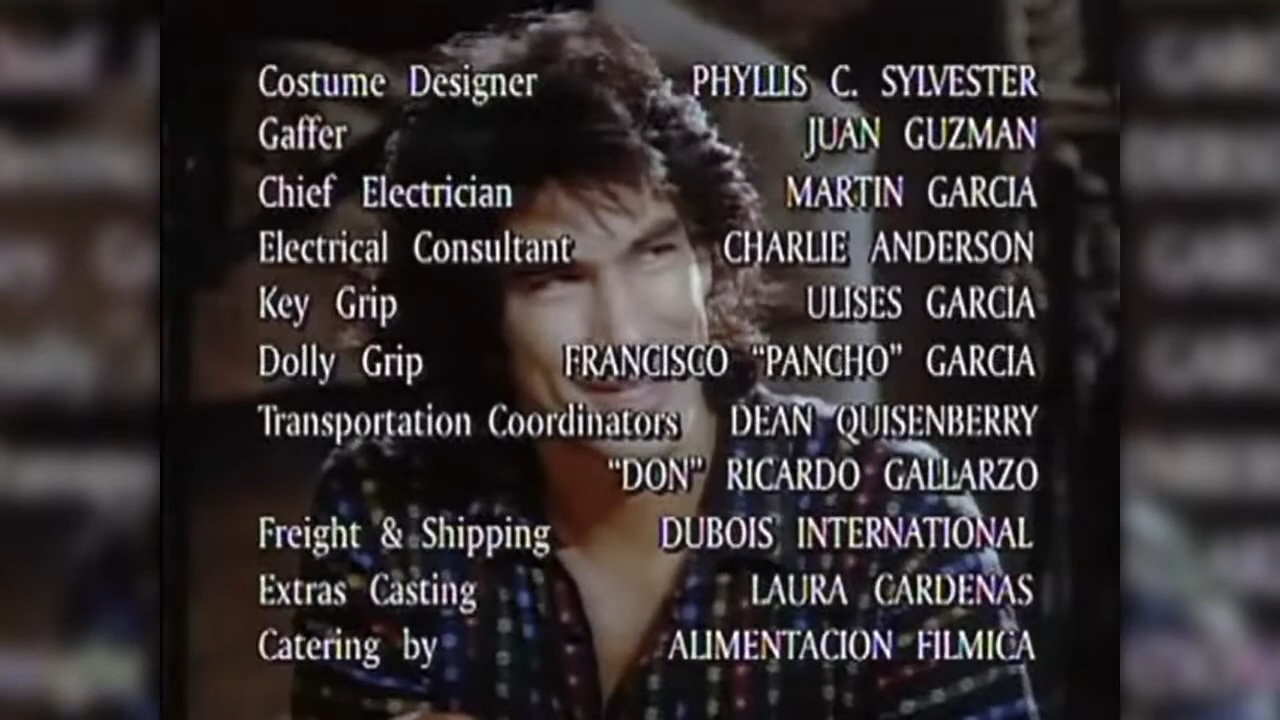 Costume Designer PHYLLIS C. SYLVESTER
Gaffer JUAN GUZMAN
Chief Electrician MARTIN GARCIA
Electrical Consultant CHARLIE ANDERSON
Key Grip ULISES GARCIA
Dolly Grip FRANCISCO “PANCHO” GARCIA
Transportation Coordinators DEAN QUISENBERRY
“DON” RICARDO GALLARZO
Freight & Shipping DUBOIS INTERNATIONAL
Extras Casting LAURA CARDENAS
Catering by ALIMENTACION FILMICA